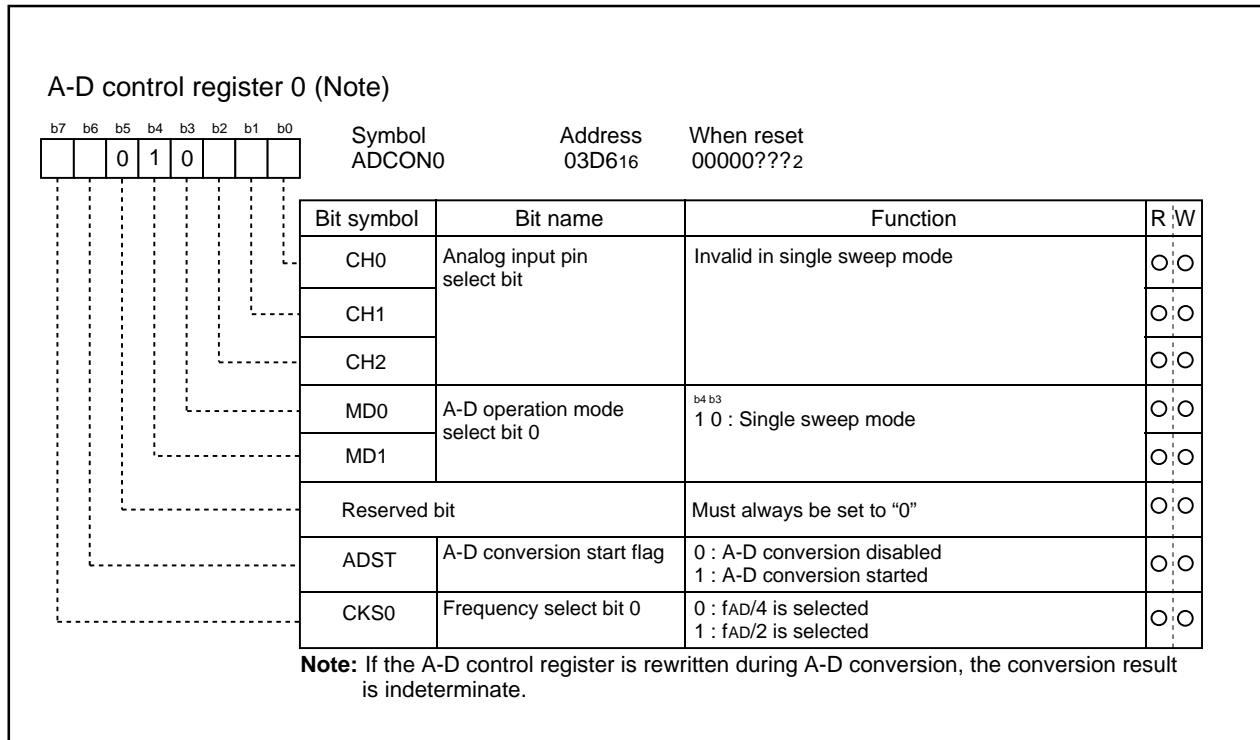 A-D control register 0 (Note)
b7 b6 b5 b4 b3 b2 b1 b0
0 1 0
Symbol Address When reset
ADCON0 03D616 00000???2
Bit symbol Bit name Function R W
CH0 Analog input pin select bit Invalid in single sweep mode
CH1
CH2
MD0 A-D operation mode select bit 0 b4 b3
1 0 : Single sweep mode
MD1
Reserved bit Must always be set to “0”
ADST A-D conversion start flag 0 : A-D conversion disabled
1 : A-D conversion started
CKS0 Frequency select bit 0 0 : fAD/4 is selected
1 : fAD/2 is selected
Note: If the A-D control register is rewritten during A-D conversion, the conversion result
is indeterminate.